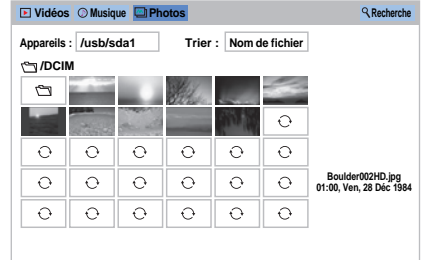 Vidéos Musique Photos Recherche
Appareils : /usb/sda1 Trier : Nom de fichier
/DCIM
Boulder002HD.jpg
01:00, Ven, 28 Déc 1984